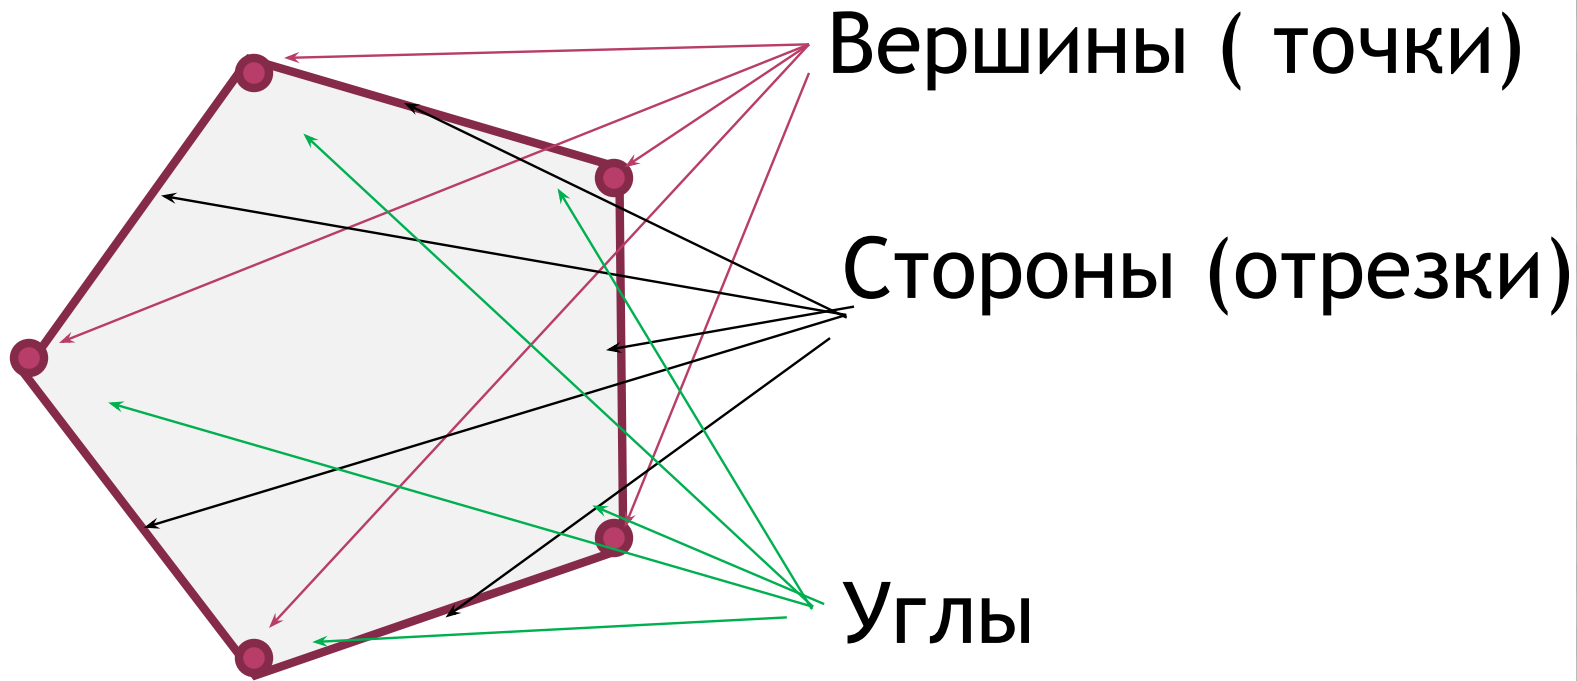 Вершины ( точки)
Стороны (отрезки)
Углы